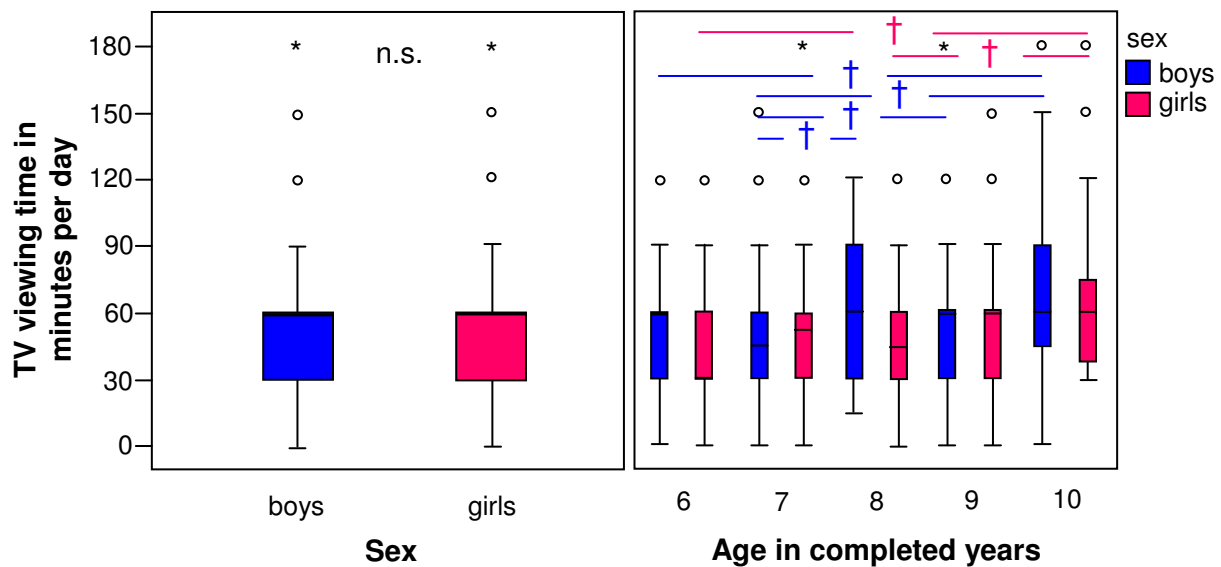 TV viewing time in
minutes per day
180
150
120
90
60
30
0
*
n.s.
*
boys
girls
Sex
†
*
*
†
†
†
†
†
6
7
8
9
10
Age in completed years
sex
boys
girls